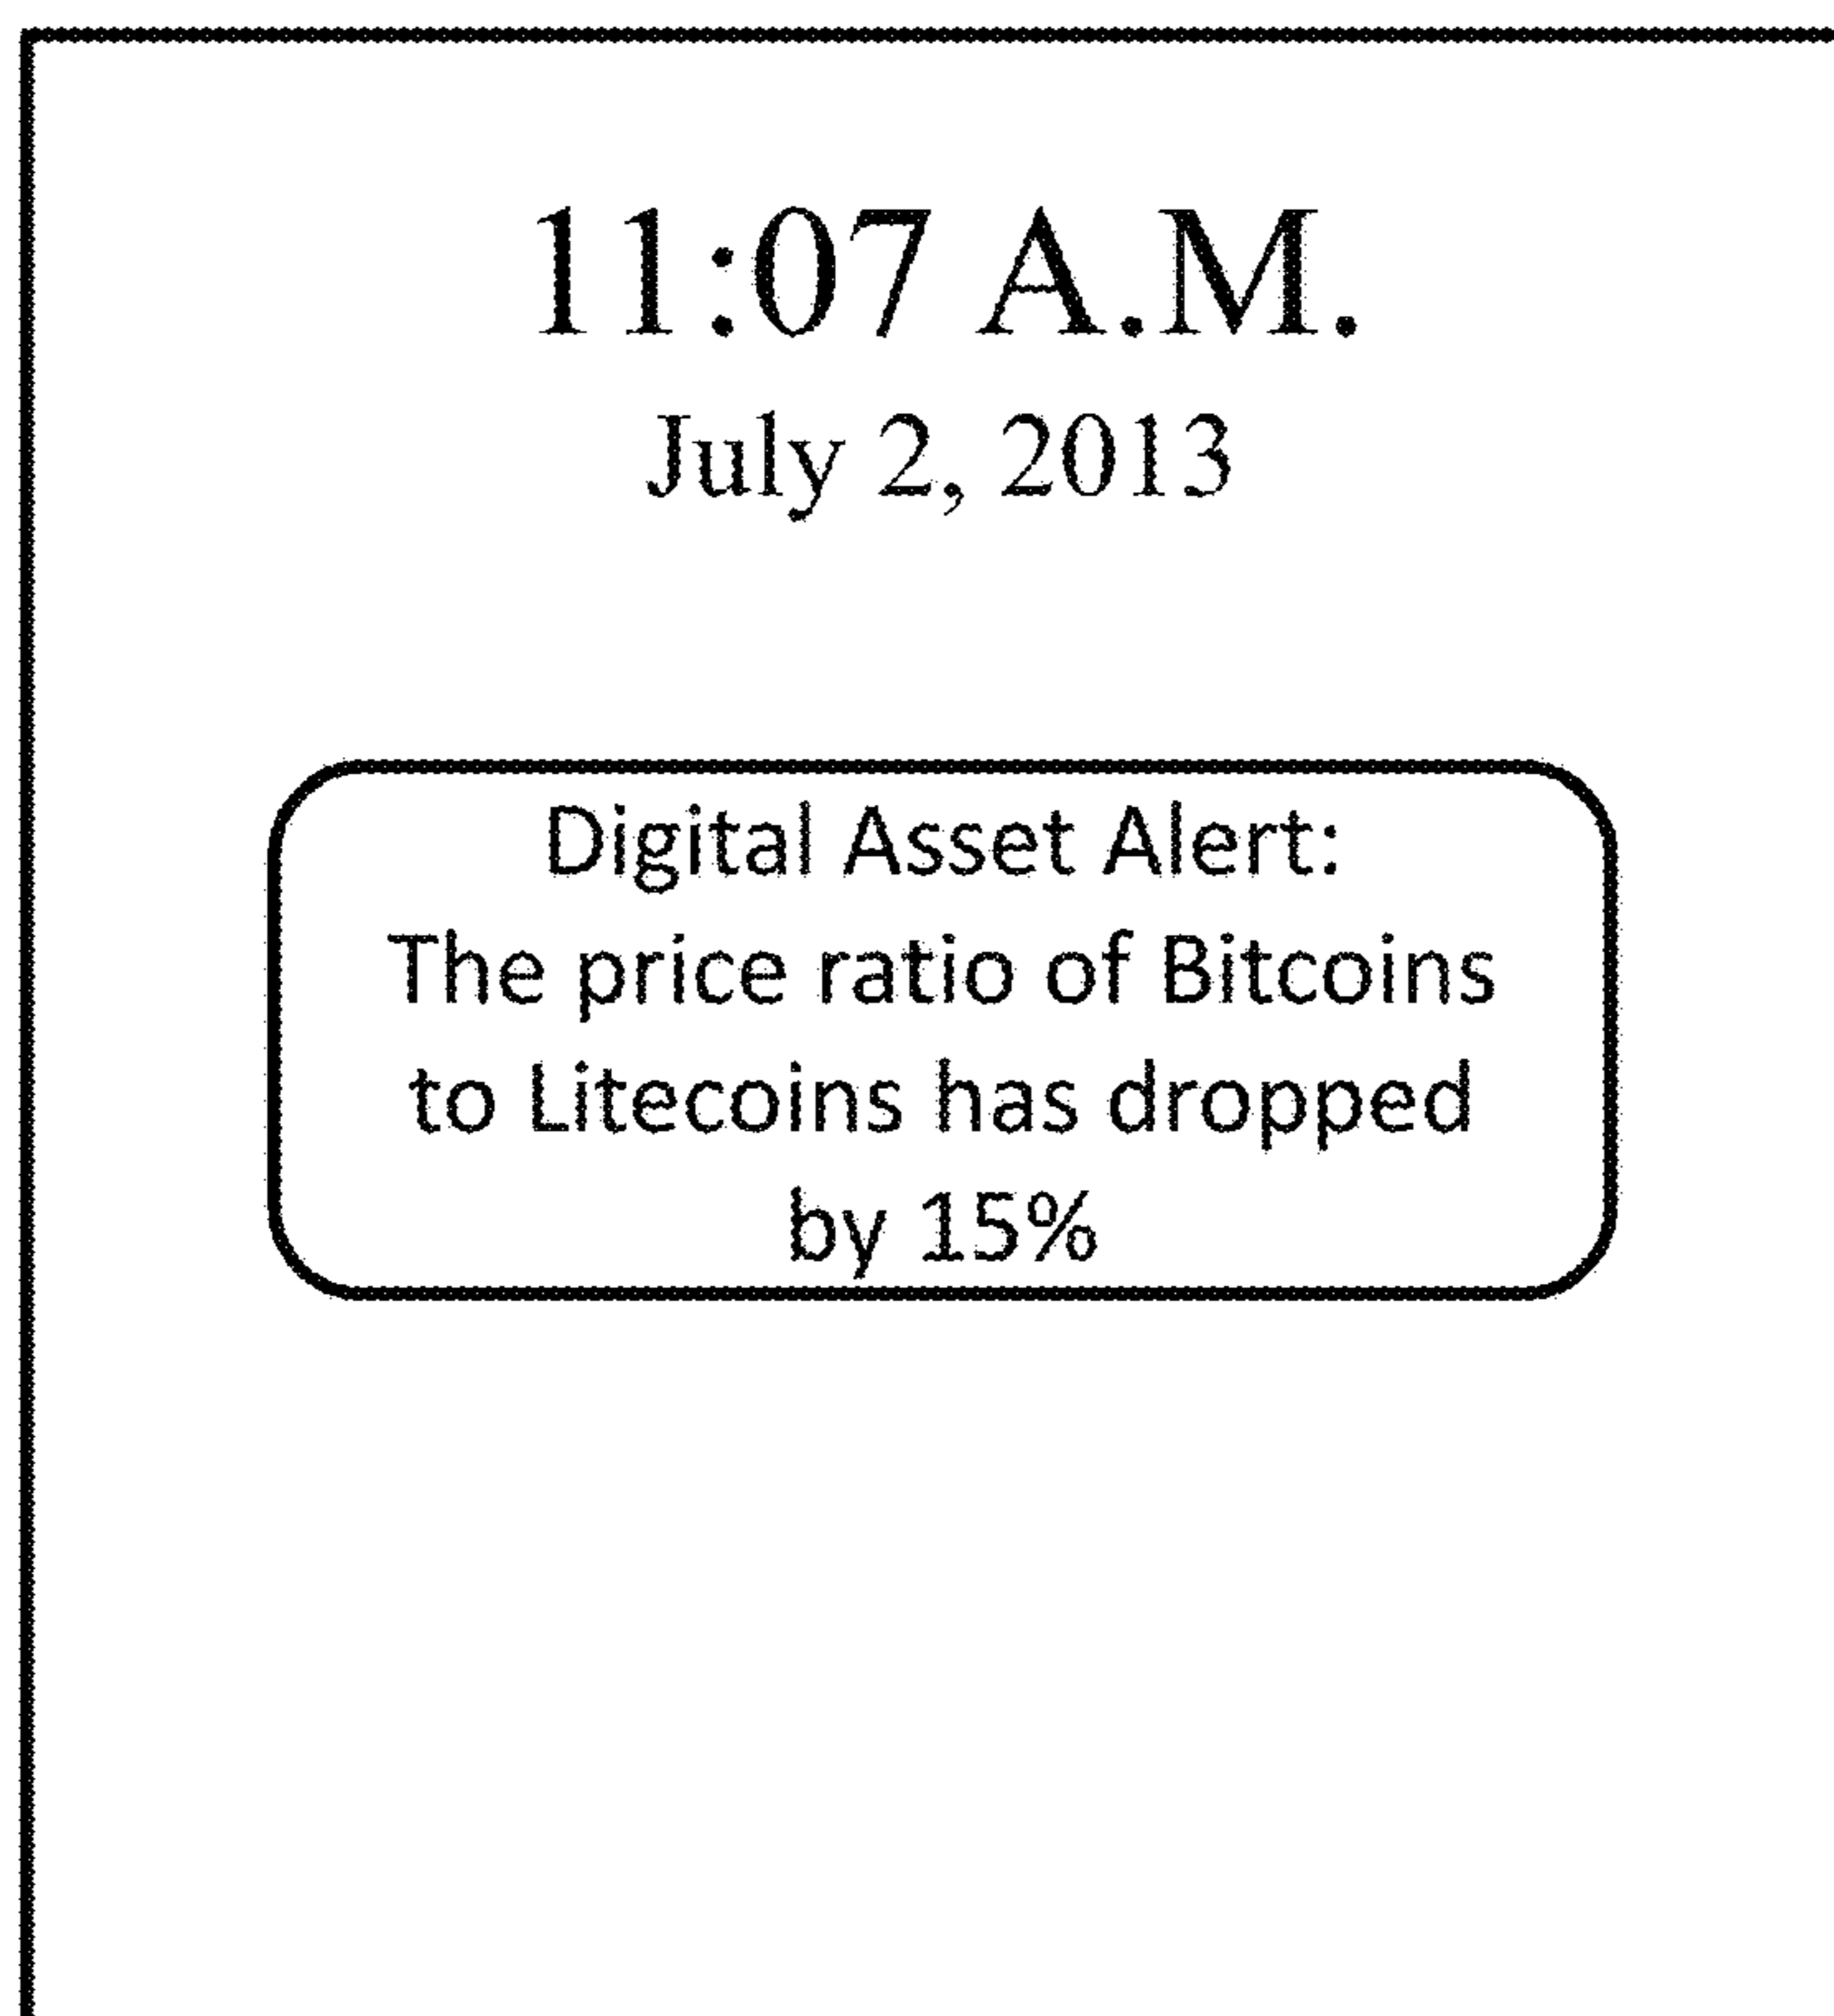 11:07 A.M.
July 2, 2013
Digital Asset Alert:
The price ratio of Bitcoins
to Litecoins has dropped
by 15%